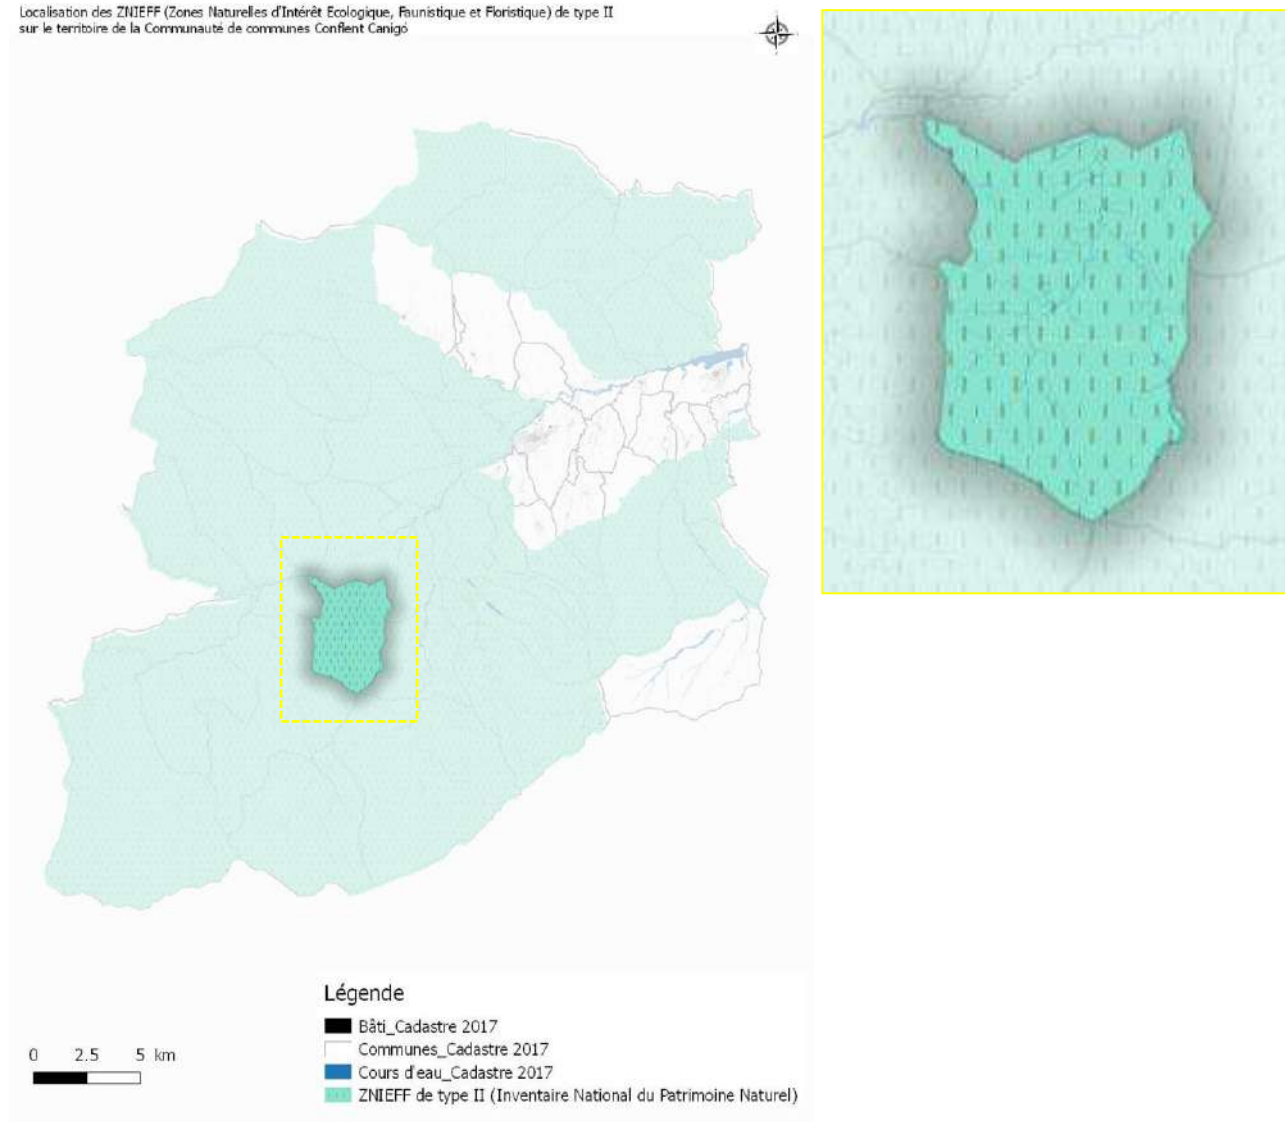 Localisation des ZNIEFF (Zones Naturelles d'Intérêt Ecologique, Faunistique et Floristique) de type II
sur le territoire de la Communauté de communes Conflent Canigó
Légende
Bâti_Cadastre 2017
Communes_Cadastre 2017
Cours d'eau_Cadastre 2017
ZNIEFF de type II (Inventaire National du Patrimoine Naturel)
0 2.5 5 km